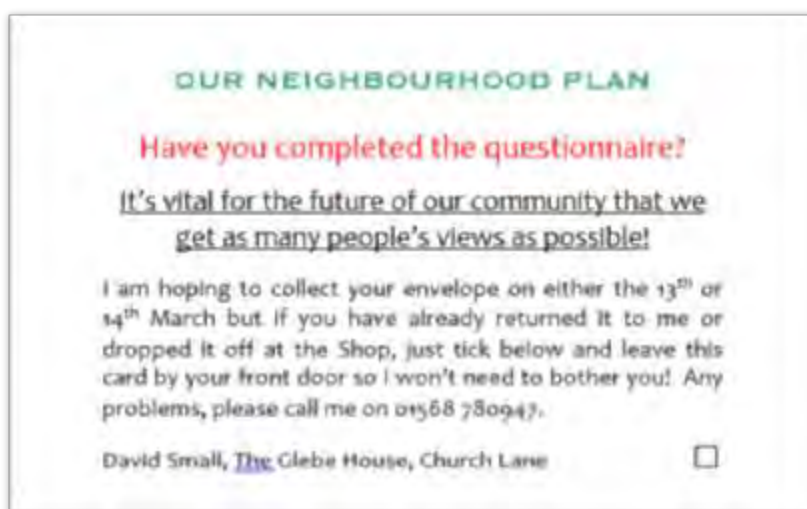 OUR NEIGHBOURHOOD PLAN
Have you completed the questionnaire?
It's vital for the future of our community that we
get as many people's views as possible!
I am hoping to collect your envelope on either the 13th or
14th March but if you have already returned it to me or
dropped it off at the Shop, just tick below and leave this
card by your front door so I won't need to bother you! Any
problems, please call me on 01568 780947.
David Small, The Glebe House, Church Lane